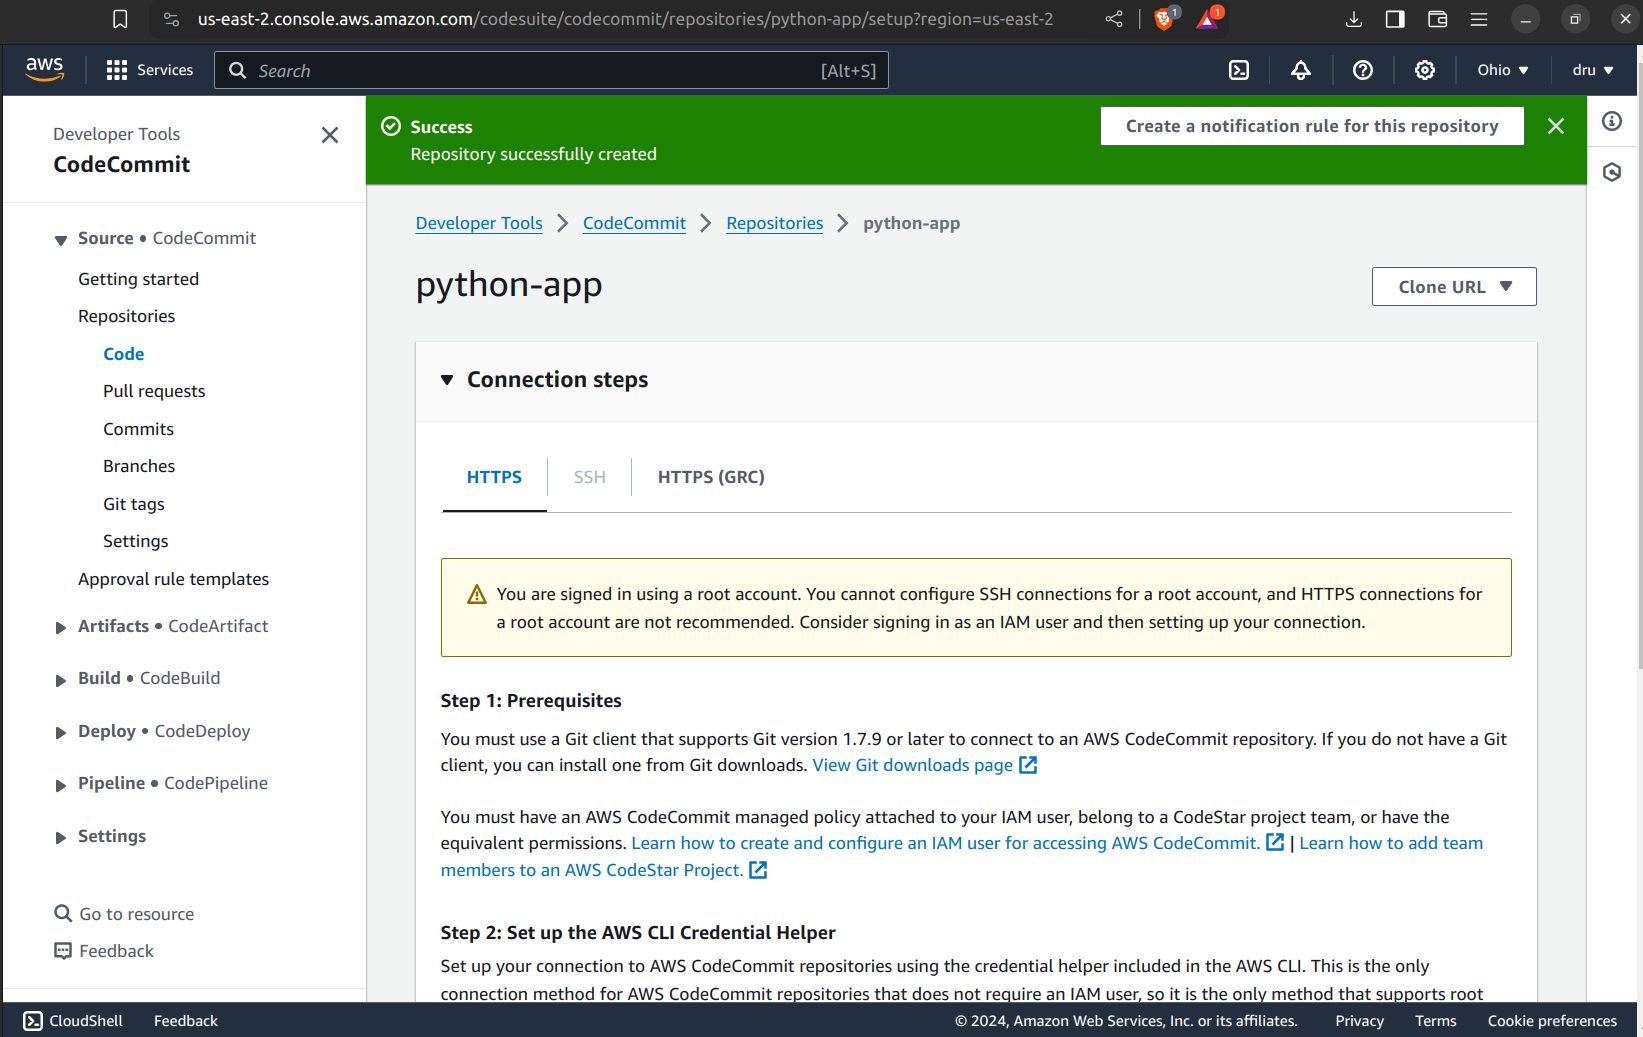 us-east-2.console.aws.amazon.com/codesuite/codecommit/repositories/python-app/setup?region=us-east-2
1
1
aws
Services
Search
[Alt+S]
Ohio
dru
Developer Tools
CodeCommit
Source • CodeCommit
Getting started
Repositories
Code
Pull requests
Commits
Branches
Git tags
Settings
Approval rule templates
Artifacts • CodeArtifact
Build • CodeBuild
Deploy • CodeDeploy
Pipeline • CodePipeline
Settings
Go to resource
Feedback
Success
Repository successfully created
Create a notification rule for this repository
Developer Tools
CodeCommit
Repositories
python-app
python-app
Clone URL
Connection steps
HTTPS
SSH
HTTPS (GRC)
You are signed in using a root account. You cannot configure SSH connections for a root account, and HTTPS connections for
a root account are not recommended. Consider signing in as an IAM user and then setting up your connection.
Step 1: Prerequisites
You must use a Git client that supports Git version 1.7.9 or later to connect to an AWS CodeCommit repository. If you do not have a Git
client, you can install one from Git downloads. View Git downloads page
You must have an AWS CodeCommit managed policy attached to your IAM user, belong to a CodeStar project team, or have the
equivalent permissions. Learn how to create and configure an IAM user for accessing AWS CodeCommit. | Learn how to add team
members to an AWS CodeStar Project.
Step 2: Set up the AWS CLI Credential Helper
Set up your connection to AWS CodeCommit repositories using the credential helper included in the AWS CLI. This is the only
connection method for AWS CodeCommit repositories that does not require an IAM user, so it is the only method that supports root
CloudShell
Feedback
© 2024, Amazon Web Services, Inc. or its affiliates.
Privacy
Terms
Cookie preferences